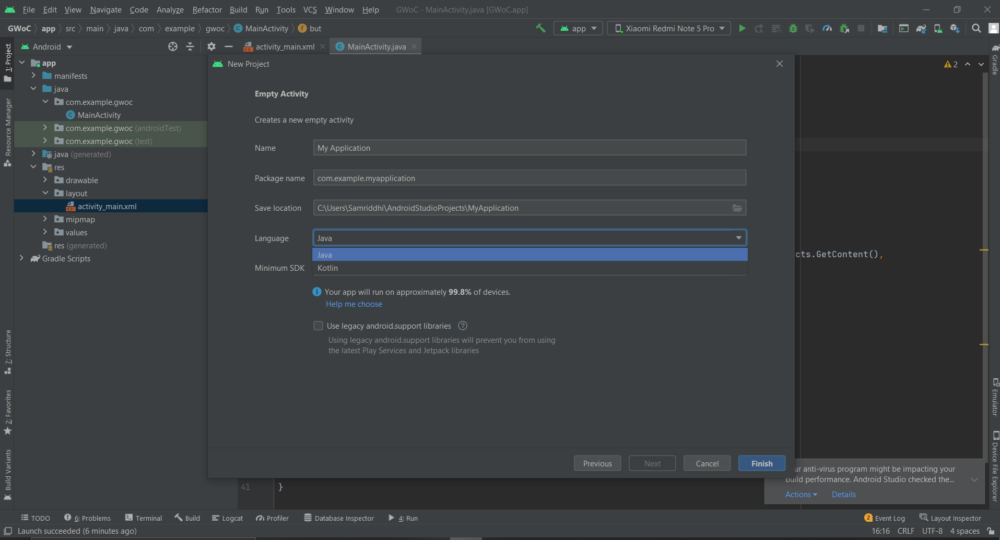 File Edit View Navigate Code Analyze Refactor Build Run Tools VCS Window Help GWoC - MainActivity.java [GWoC.app]
GWoC app src main java com example gwoc MainActivity but app Xiaomi Redmi Note 5 Pro
Android activity_main.xml MainActivity.java
1: Project
Resource Manager
7: Structure
2: Favorites
Build Variants
app
manifests
java
com.example.gwoc
MainActivity
com.example.gwoc (androidTest)
com.example.gwoc (test)
java (generated)
res
drawable
layout
activity_main.xml
mipmap
values
res (generated)
Gradle Scripts
New Project
Empty Activity
Creates a new empty activity
Name My Application
Package name com.example.myapplication
Save location C:\Users\Samriddhi\AndroidStudioProjects\MyApplication
Language Java
Java
Minimum SDK Kotlin
Your app will run on approximately 99.8% of devices.
Help me choose
Use legacy android.support libraries ?
Using legacy android.support libraries will prevent you from using
the latest Play Services and Jetpack libraries
Previous Next Cancel Finish
2
cts.GetContent(),
41 }
ur anti-virus program might be impacting your
build performance. Android Studio checked the...
Actions Details
Gradle
Emulator
Device File Explorer
TODO 6: Problems Terminal Build Logcat Profiler Database Inspector 4: Run 2 Event Log Layout Inspector
Launch succeeded (6 minutes ago) 16:16 CRLF UTF-8 4 spaces